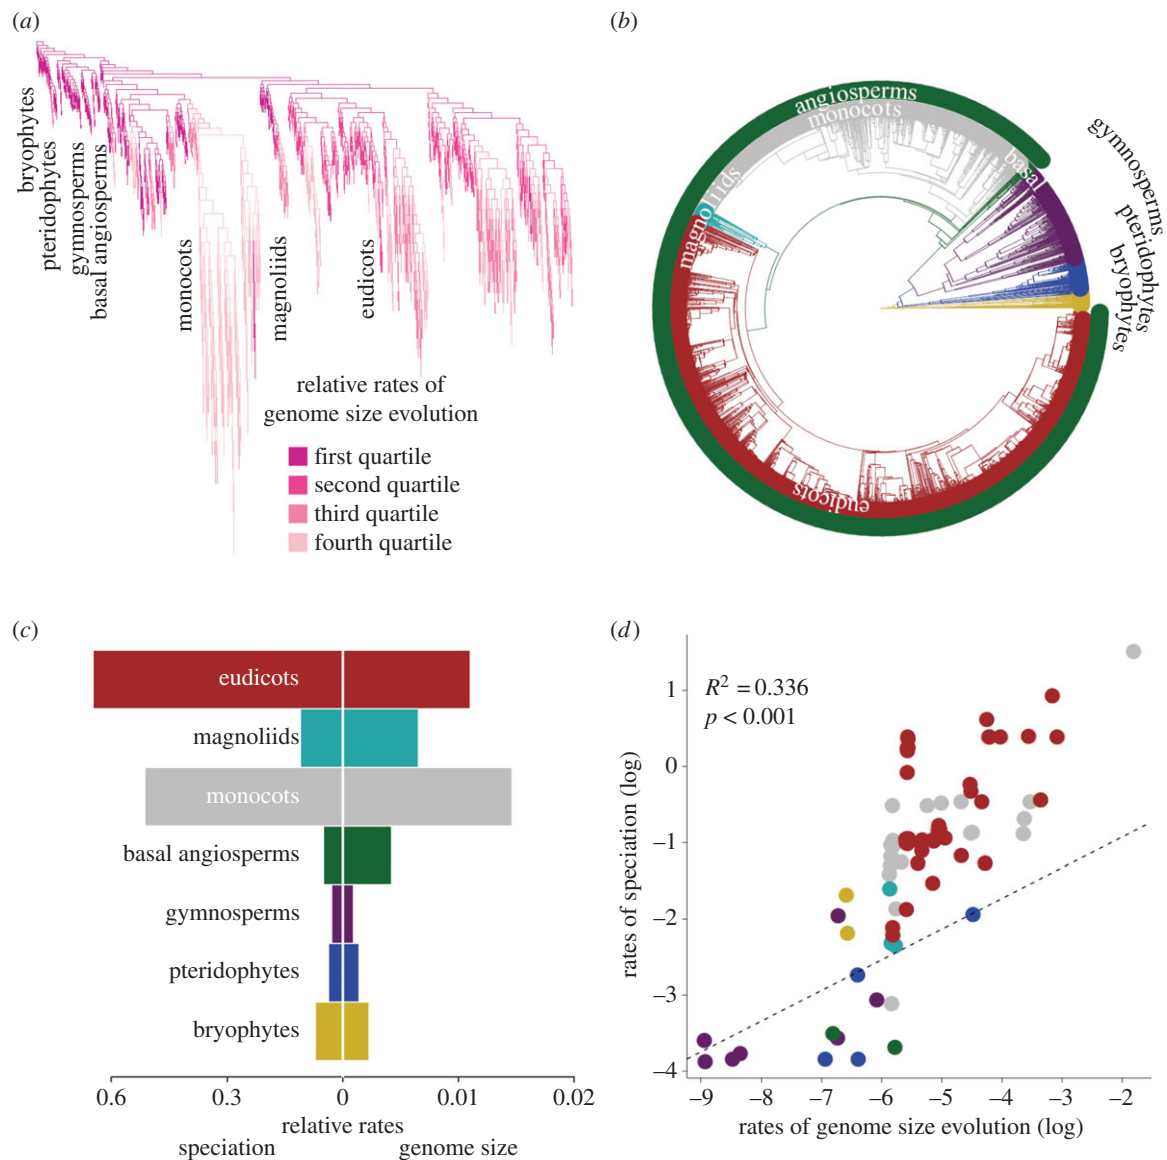 (a)
bryophytes
pteridophytes
gymnosperms
basal angiosperms
monocots
magnoliids
eudicots
relative rates of
genome size evolution
first quartile
second quartile
third quartile
fourth quartile
(b)
angiosperms
monocots
basal
liids
magno
eudicots
gymnosperms
pteridophytes
bryophytes
(c)
eudicots
magnoliids
monocots
basal angiosperms
gymnosperms
pteridophytes
bryophytes
0.6 0.3 0 0.01 0.02
relative rates
speciation genome size
(d)
R² = 0.336
p < 0.001
rates of speciation (log)
1
0
–1
–2
–3
–4
–9 –8 –7 –6 –5 –4 –3 –2
rates of genome size evolution (log)